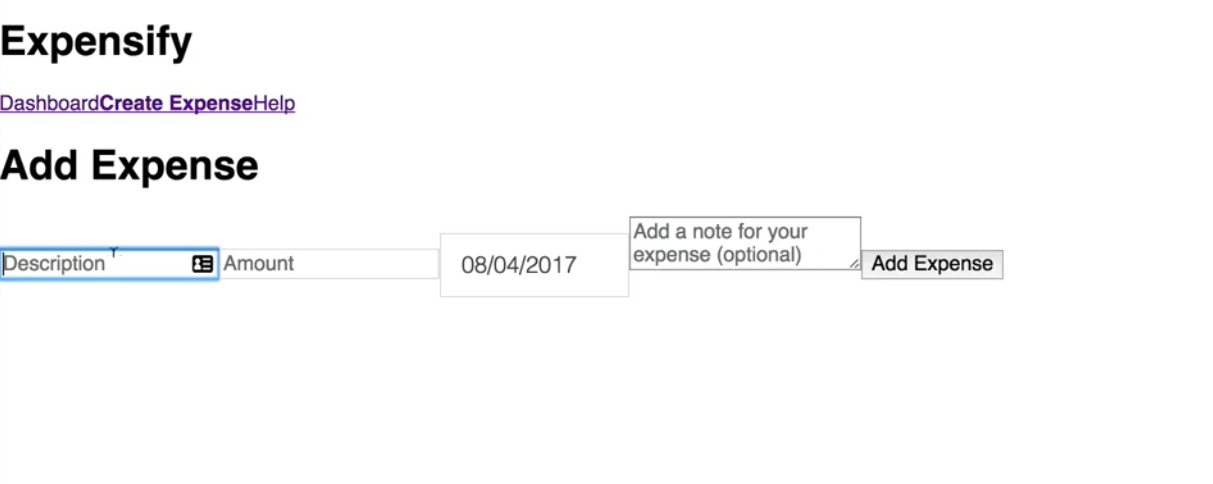 Expensify
DashboardCreate ExpenseHelp
Add Expense
Description
Amount
08/04/2017
Add a note for your
expense (optional)
Add Expense